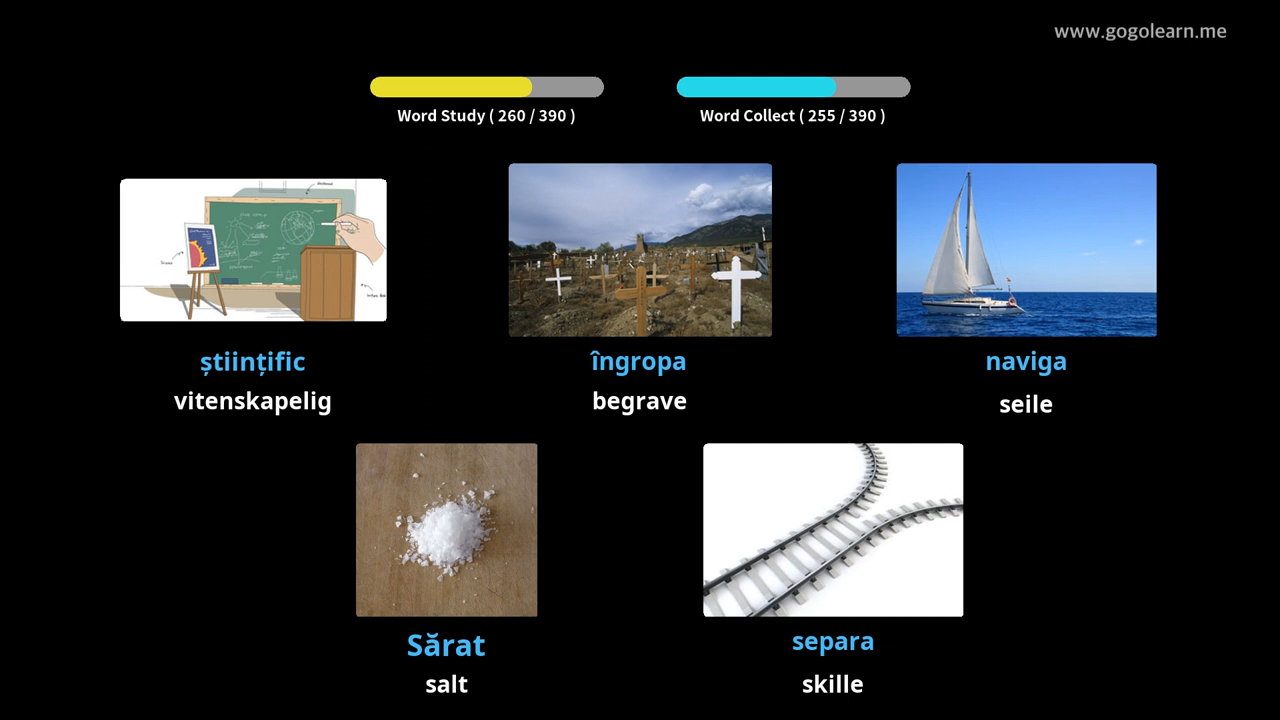 www.gogolearn.me
Word Study ( 260 / 390 )
Word Collect ( 255 / 390 )
științific
vitenskapelig
îngropa
begrave
naviga
seile
Sărat
salt
separa
skille